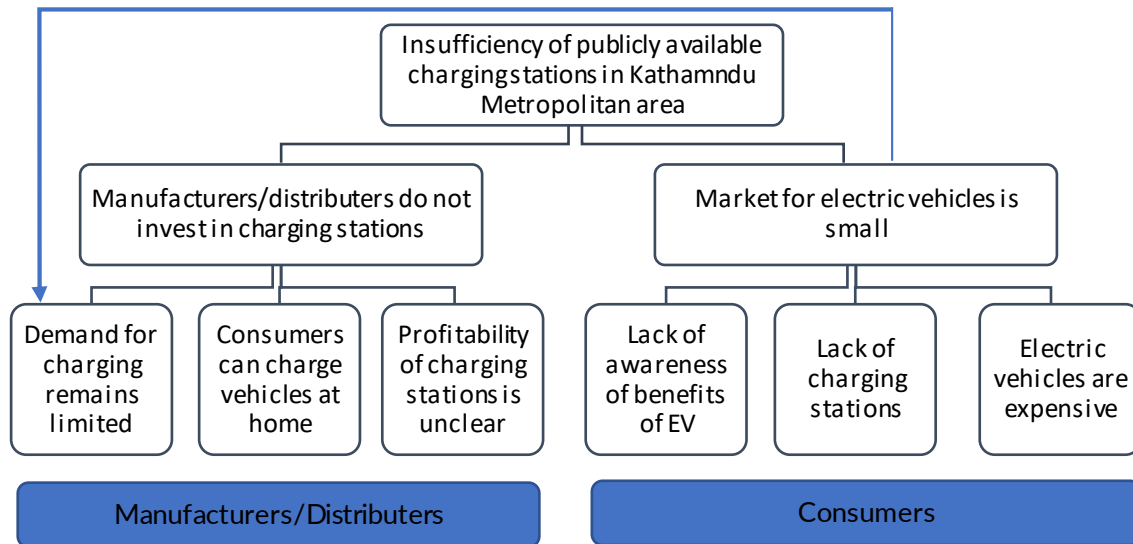 Insufficiency of publicly available
charging stations in Kathamndu
Metropolitan area
Manufacturers/distributers do not
invest in charging stations
Market for electric vehicles is
small
Demand for
charging
remains
limited
Consumers
can charge
vehicles at
home
Profitability
of charging
stations is
unclear
Lack of
awareness
of benefits
of EV
Lack of
charging
stations
Electric
vehicles are
expensive
Manufacturers/Distributers
Consumers